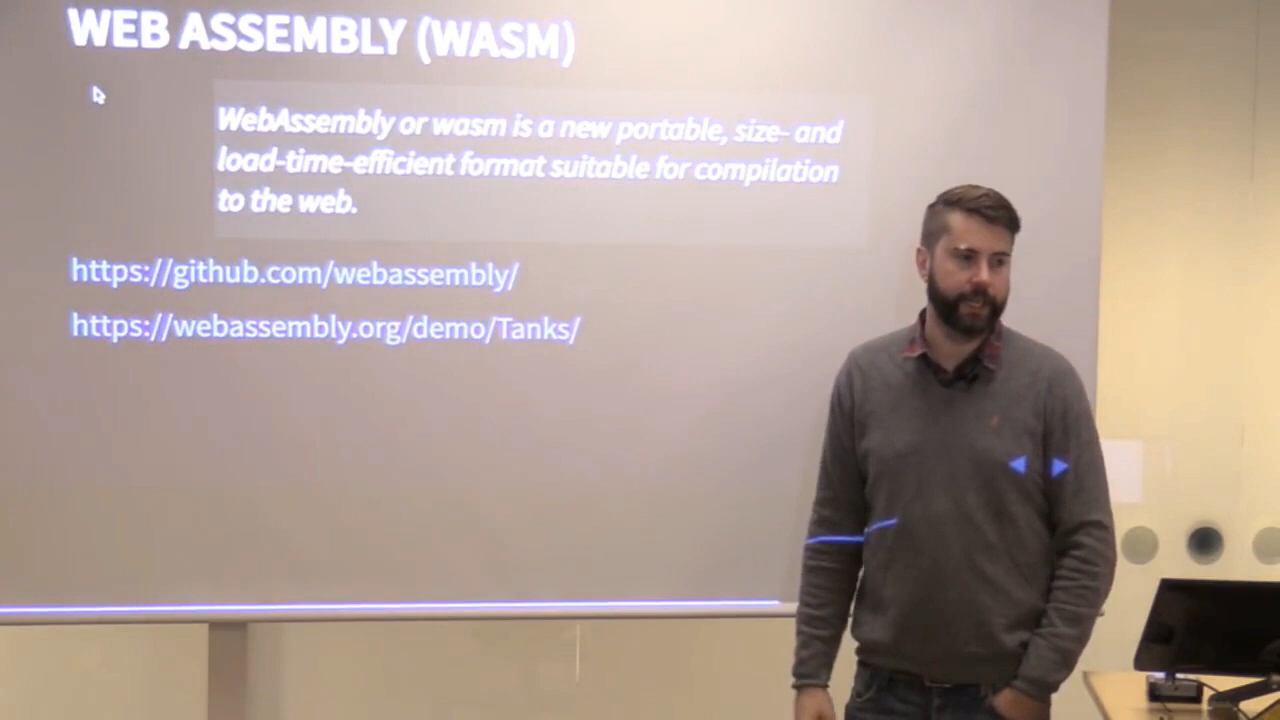 WEB ASSEMBLY (WASM)
WebAssembly or wasm is a new portable, size- and
load-time-efficient format suitable for compilation
to the web.
https://github.com/webassembly/
https://webassembly.org/demo/Tanks/